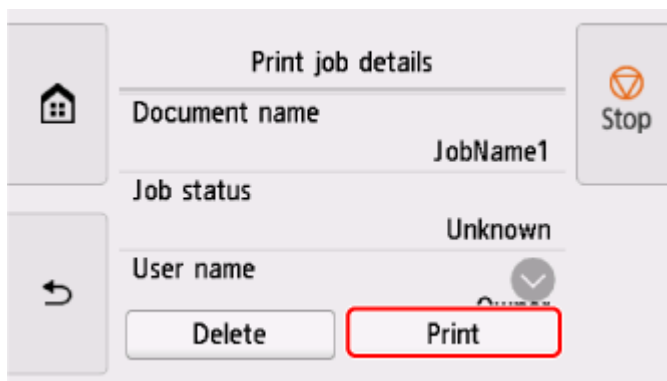 Print job details
Document name
JobName1
Stop
Job status
Unknown
User name
Delete
Print